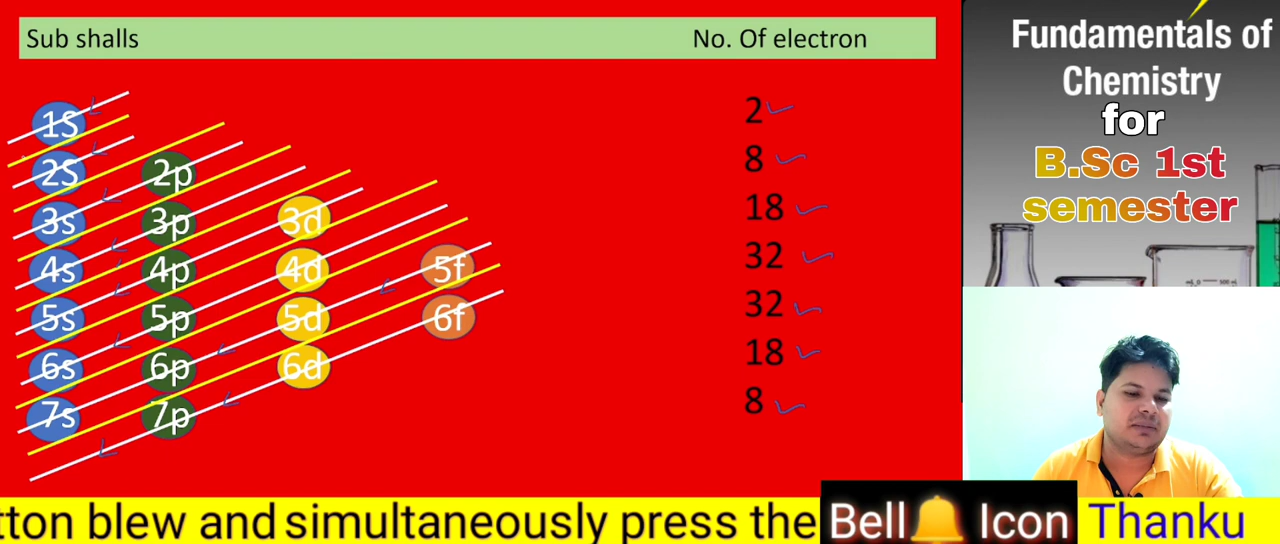 Sub shalls No. Of electron
1S 2
2S 2p 8
3s 3p 3d 18
4s 4p 4d 5f 32
5s 5p 5d 6f 32
6s 6p 6d 18
7s 7p 8
Fundamentals of
Chemistry
for
B.Sc 1st
semester
tton blew and simultaneously press the Bell🔔 Icon Thanku